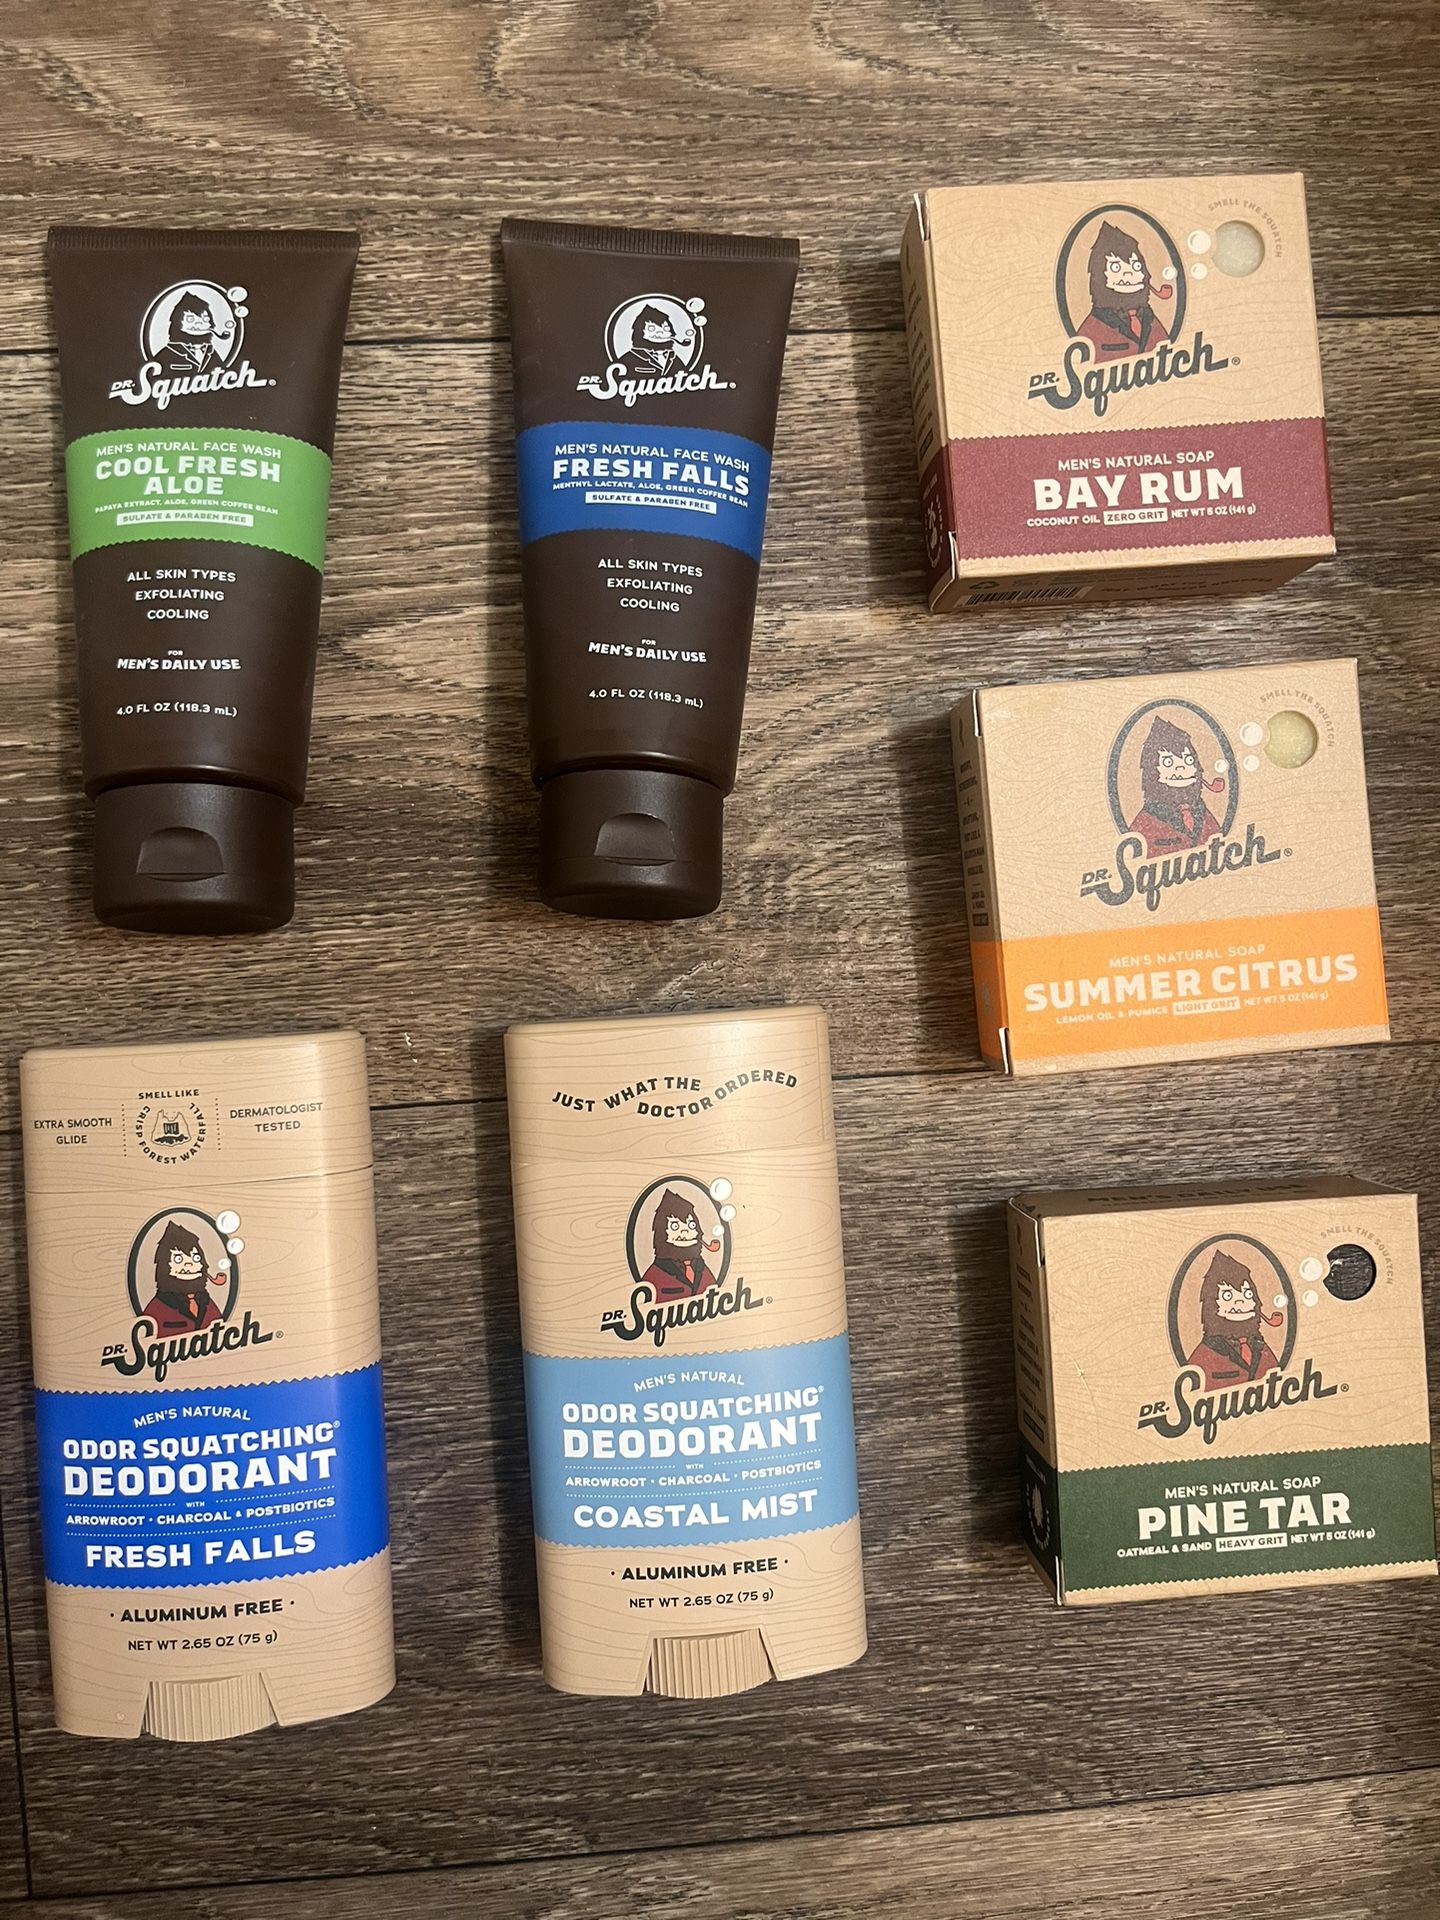 DR. Squatch®
MEN'S NATURAL FACE WASH
COOL FRESH
ALOE
PAPAYA EXTRACT, ALOE, GREEN COFFEE BEAN
SULFATE & PARABEN FREE
ALL SKIN TYPES
EXFOLIATING
COOLING
FOR
MEN'S DAILY USE
4.0 FL OZ (118.3 mL)
DR. Squatch®
MEN'S NATURAL FACE WASH
FRESH FALLS
MENTHYL LACTATE, ALOE, GREEN COFFEE BEAN
SULFATE & PARABEN FREE
ALL SKIN TYPES
EXFOLIATING
COOLING
FOR
MEN'S DAILY USE
4.0 FL OZ (118.3 mL)
SMELL THE SQUATCH
DR. Squatch®
MEN'S NATURAL SOAP
BAY RUM
COCONUT OIL ZERO GRIT NET WT 5 OZ (141 g)
SMELL THE SQUATCH
DR. Squatch®
MEN'S NATURAL SOAP
SUMMER CITRUS
LEMON OIL & PUMICE LIGHT GRIT NET WT. 5 OZ (141 g)
EXTRA SMOOTH
GLIDE
SMELL LIKE
CRISP FOREST WATERFALL
DERMATOLOGIST
TESTED
DR. Squatch®
MEN'S NATURAL
ODOR SQUATCHING®
DEODORANT
WITH
ARROWROOT • CHARCOAL & POSTBIOTICS
FRESH FALLS
• ALUMINUM FREE •
NET WT 2.65 OZ (75 g)
JUST WHAT THE DOCTOR ORDERED
DR. Squatch®
MEN'S NATURAL
ODOR SQUATCHING®
DEODORANT
WITH
ARROWROOT • CHARCOAL • POSTBIOTICS
COASTAL MIST
• ALUMINUM FREE •
NET WT 2.65 OZ (75 g)
SMELL THE SQUATCH
DR. Squatch®
MEN'S NATURAL SOAP
PINE TAR
OATMEAL & SAND HEAVY GRIT NET WT 5 OZ (141 g)